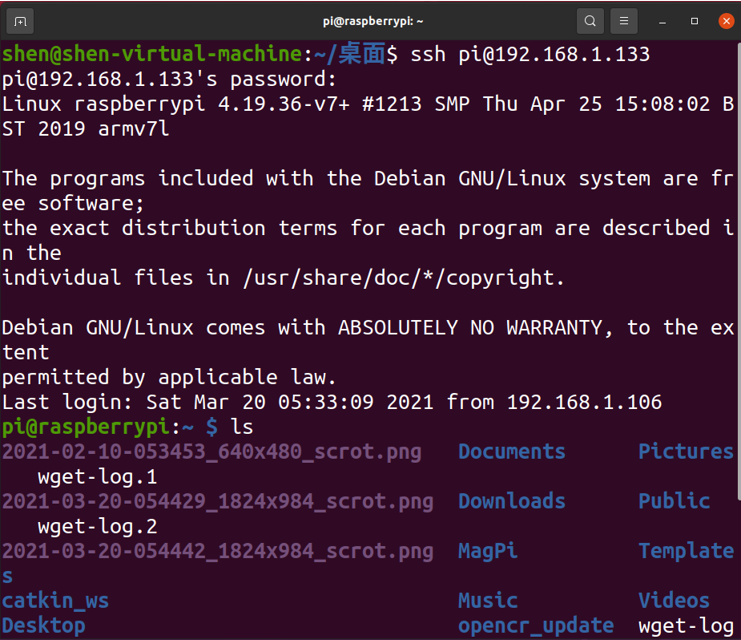 pi@raspberrypi: ~
shen@shen-virtual-machine:~/桌面$ ssh pi@192.168.1.133
pi@192.168.1.133's password:
Linux raspberrypi 4.19.36-v7+ #1213 SMP Thu Apr 25 15:08:02 B
ST 2019 armv7l
The programs included with the Debian GNU/Linux system are fr
ee software;
the exact distribution terms for each program are described i
n the
individual files in /usr/share/doc/*/copyright.
Debian GNU/Linux comes with ABSOLUTELY NO WARRANTY, to the ex
tent
permitted by applicable law.
Last login: Sat Mar 20 05:33:09 2021 from 192.168.1.106
pi@raspberrypi:~ $ ls
2021-02-10-053453_640x480_scrot.png Documents Pictures
wget-log.1
2021-03-20-054429_1824x984_scrot.png Downloads Public
wget-log.2
2021-03-20-054442_1824x984_scrot.png MagPi Template
s
catkin_ws Music Videos
Desktop opencr_update wget-log